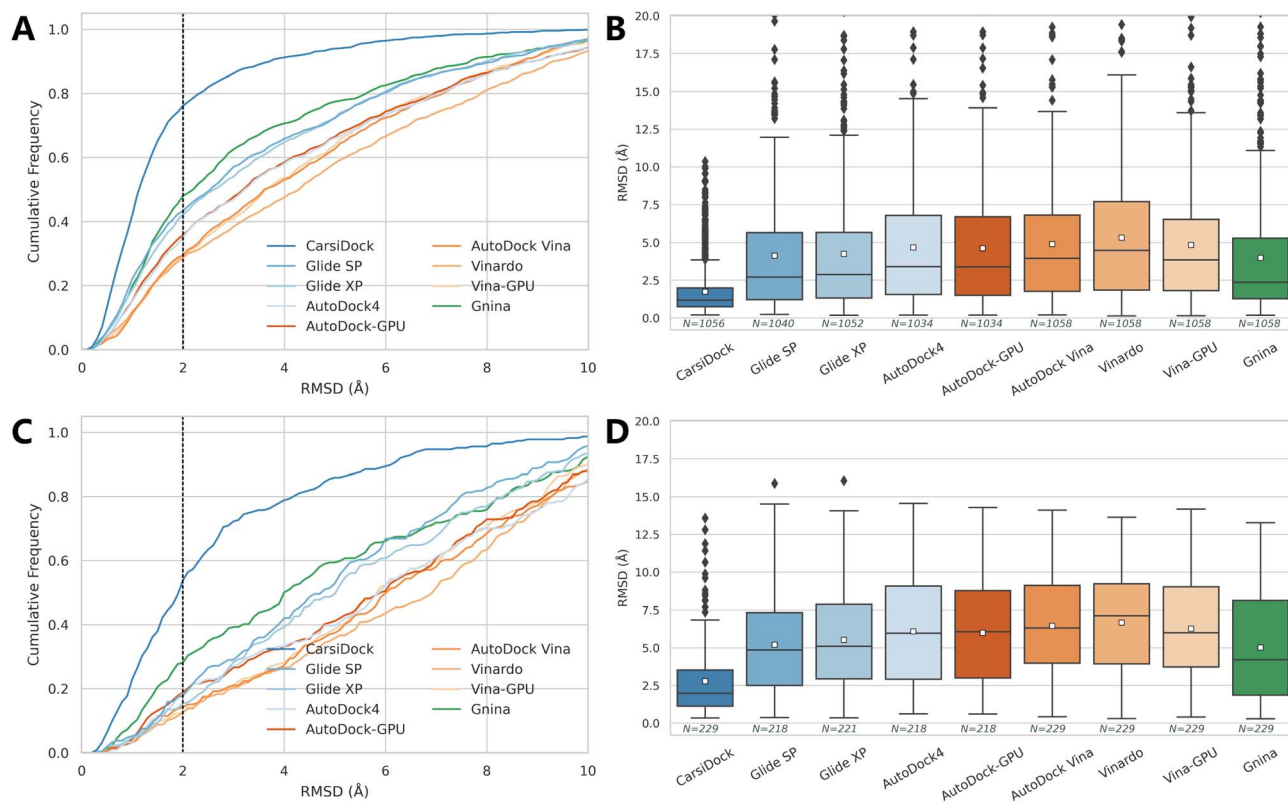 A
1.0
0.8
0.6
0.4
0.2
0.0
Cumulative Frequency
0
2
4
6
8
10
RMSD (Å)
CarsiDock
Glide SP
Glide XP
AutoDock4
AutoDock-GPU
AutoDock Vina
Vinardo
Vina-GPU
Gnina
B
20.0
17.5
15.0
12.5
10.0
7.5
5.0
2.5
0.0
RMSD (Å)
N=1056
N=1040
N=1052
N=1034
N=1034
N=1058
N=1058
N=1058
N=1058
CarsiDock
Glide SP
Glide XP
AutoDock4
AutoDock-GPU
AutoDock Vina
Vinardo
Vina-GPU
Gnina
C
1.0
0.8
0.6
0.4
0.2
0.0
Cumulative Frequency
0
2
4
6
8
10
RMSD (Å)
CarsiDock
Glide SP
Glide XP
AutoDock4
AutoDock-GPU
AutoDock Vina
Vinardo
Vina-GPU
Gnina
D
20.0
17.5
15.0
12.5
10.0
7.5
5.0
2.5
0.0
RMSD (Å)
N=229
N=218
N=221
N=218
N=218
N=229
N=229
N=229
N=229
CarsiDock
Glide SP
Glide XP
AutoDock4
AutoDock-GPU
AutoDock Vina
Vinardo
Vina-GPU
Gnina